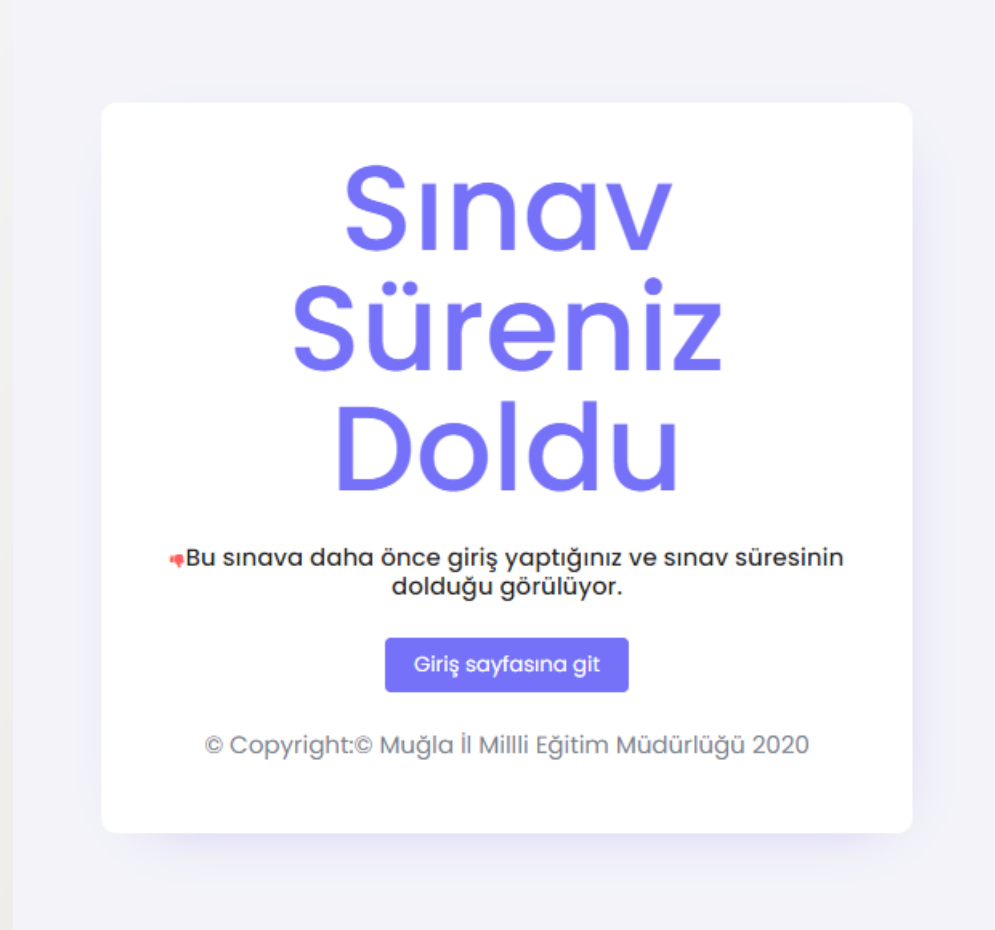 Sınav
Süreniz
Doldu
Bu sınava daha önce giriş yaptığınız ve sınav süresinin
dolduğu görülüyor.
Giriş sayfasına git
© Copyright:© Muğla İl Millli Eğitim Müdürlüğü 2020